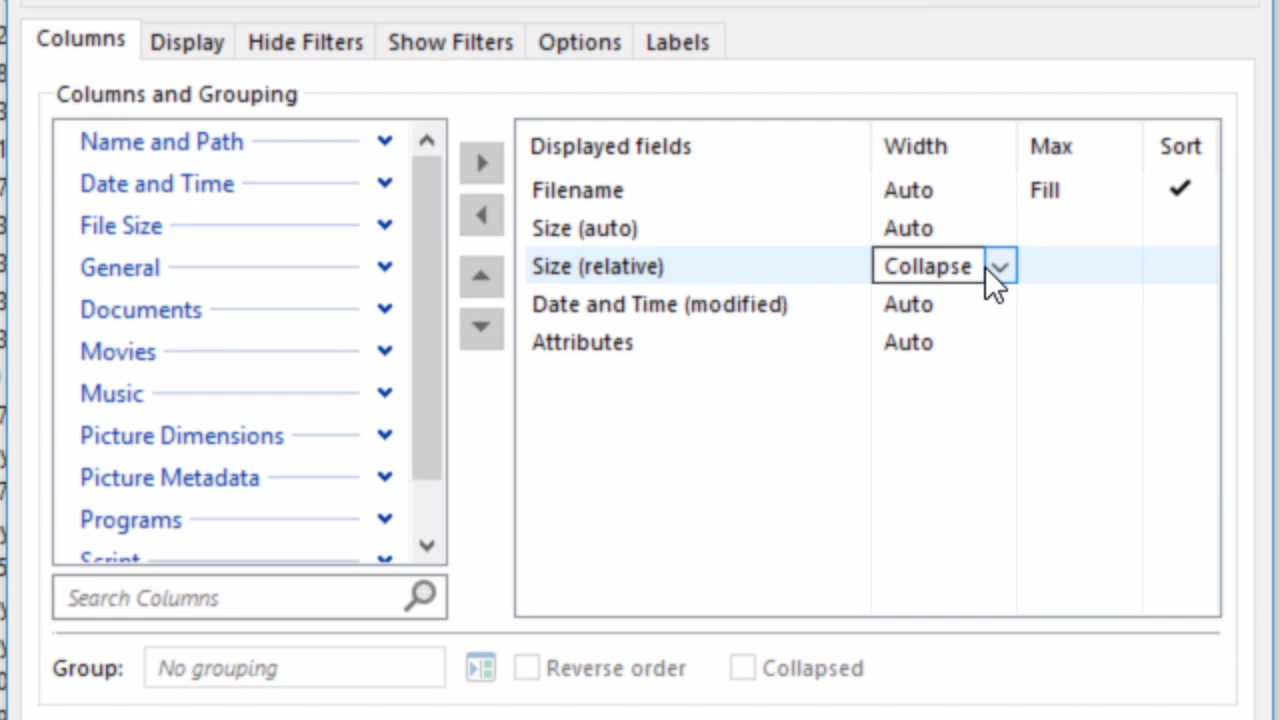 Columns Display Hide Filters Show Filters Options Labels
Columns and Grouping
Name and Path
Date and Time
File Size
General
Documents
Movies
Music
Picture Dimensions
Picture Metadata
Programs
Script
Search Columns
Displayed fields Width Max Sort
Filename Auto Fill
Size (auto) Auto
Size (relative) Collapse
Date and Time (modified) Auto
Attributes Auto
Group: No grouping Reverse order Collapsed